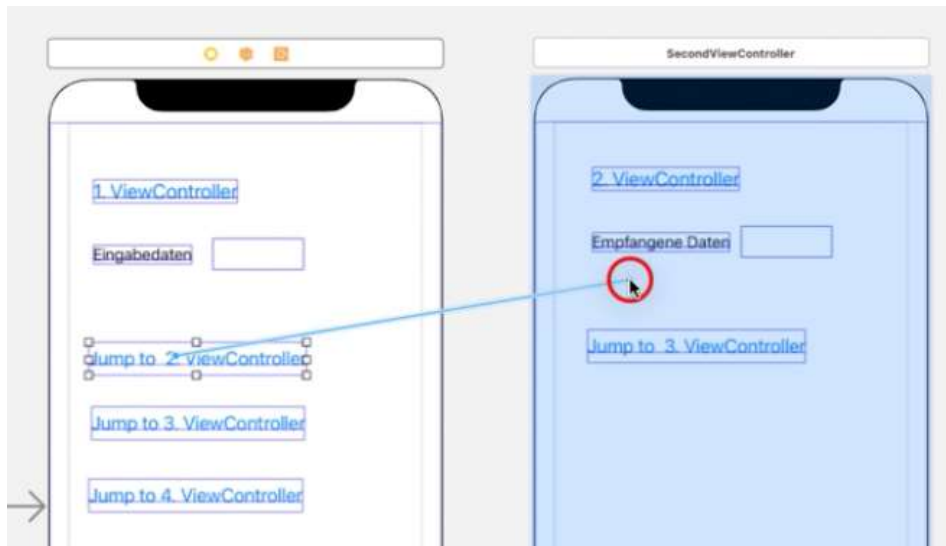 SecondViewController
1. ViewController
Eingabedaten
Jump to 2. ViewController
Jump to 3. ViewController
Jump to 4. ViewController
2. ViewController
Empfangene Daten
Jump to 3. ViewController